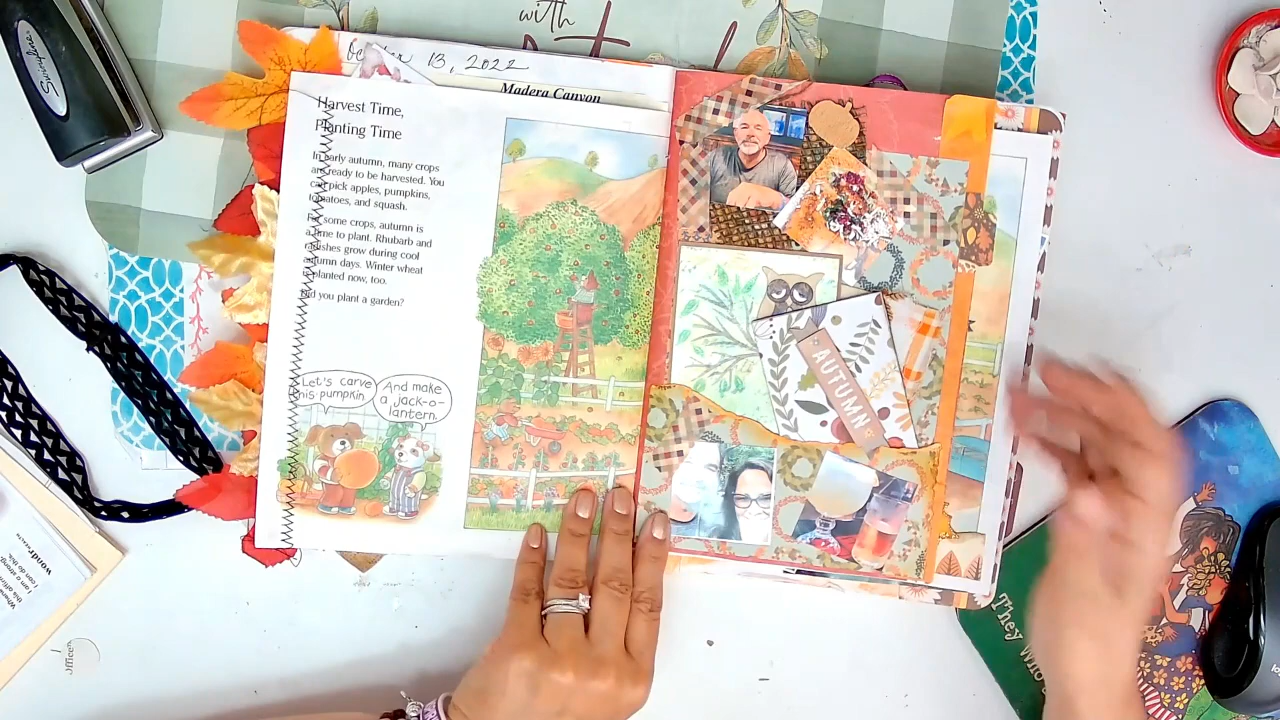 with
13, 2022
Madera Canyon
Harvest Time,
Planting Time
In early autumn, many crops
are ready to be harvested. You
can pick apples, pumpkins,
tomatoes, and squash.
For some crops, autumn is
a time to plant. Rhubarb and
radishes grow during cool
autumn days. Winter wheat
is planted now, too.
Did you plant a garden?
Let's carve
this pumpkin.
And make
a jack-o-
lantern.
AUTUMN
They
Office